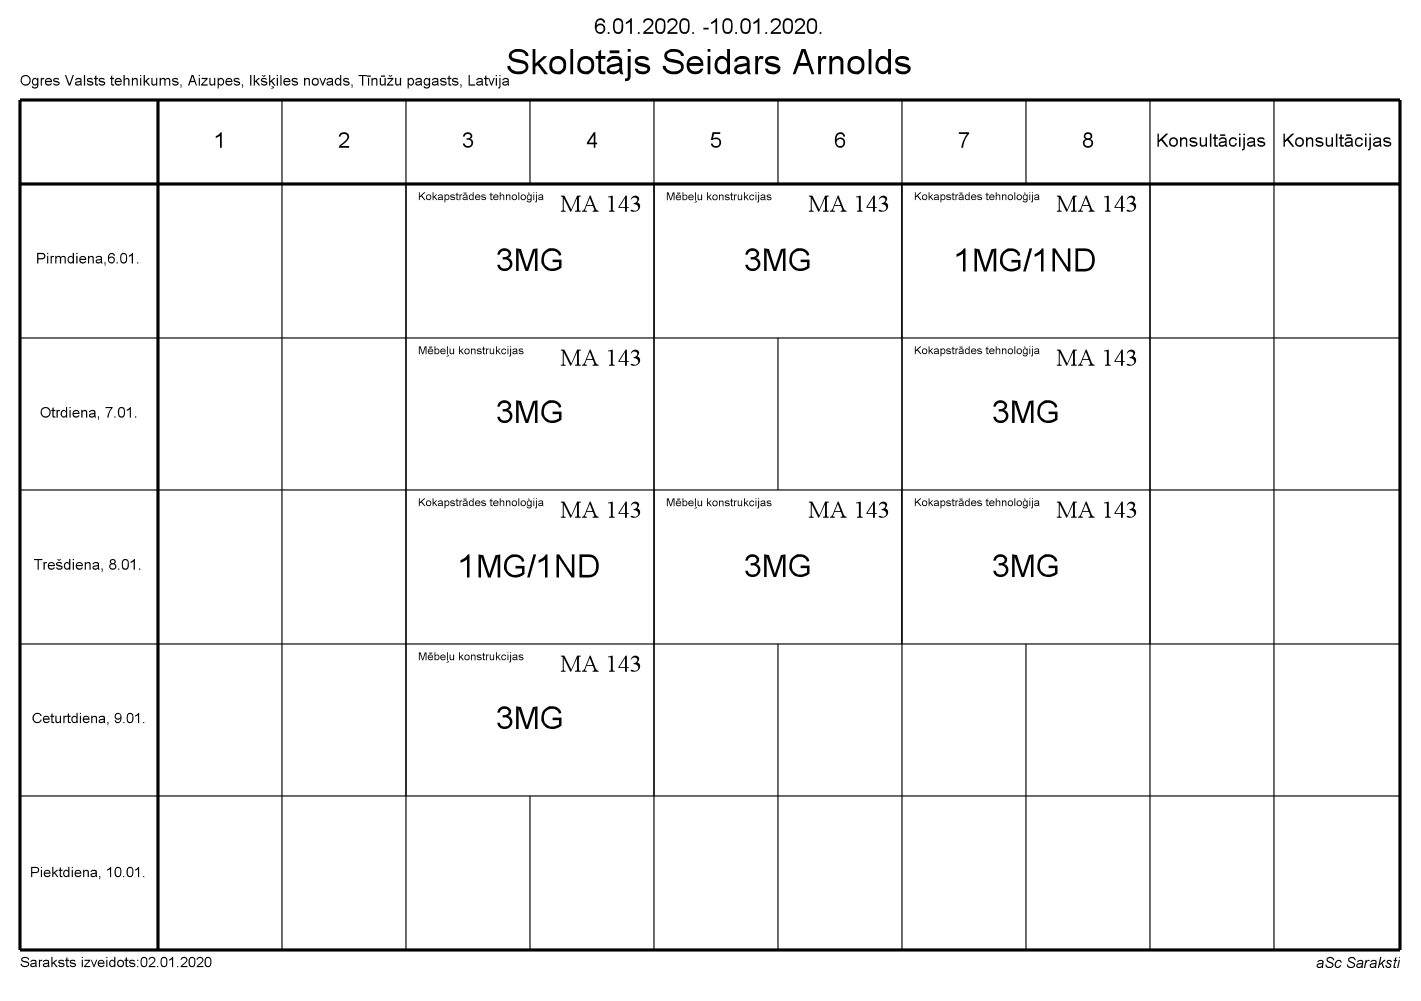 6.01.2020. -10.01.2020.
Skolotājs Seidars Arnolds
Ogres Valsts tehnikums, Aizupes, Ikšķiles novads, Tīnūžu pagasts, Latvija
1 2 3 4 5 6 7 8 Konsultācijas Konsultācijas
Kokapstrādes tehnoloģija MA 143 Mēbeļu konstrukcijas MA 143 Kokapstrādes tehnoloģija MA 143
Pirmdiena,6.01. 3MG 3MG 1MG/1ND
Mēbeļu konstrukcijas MA 143 Kokapstrādes tehnoloģija MA 143
Otrdiena, 7.01. 3MG 3MG
Kokapstrādes tehnoloģija MA 143 Mēbeļu konstrukcijas MA 143 Kokapstrādes tehnoloģija MA 143
Trešdiena, 8.01. 1MG/1ND 3MG 3MG
Mēbeļu konstrukcijas MA 143
Ceturtdiena, 9.01. 3MG
Piektdiena, 10.01.
Saraksts izveidots:02.01.2020 aSc Saraksti